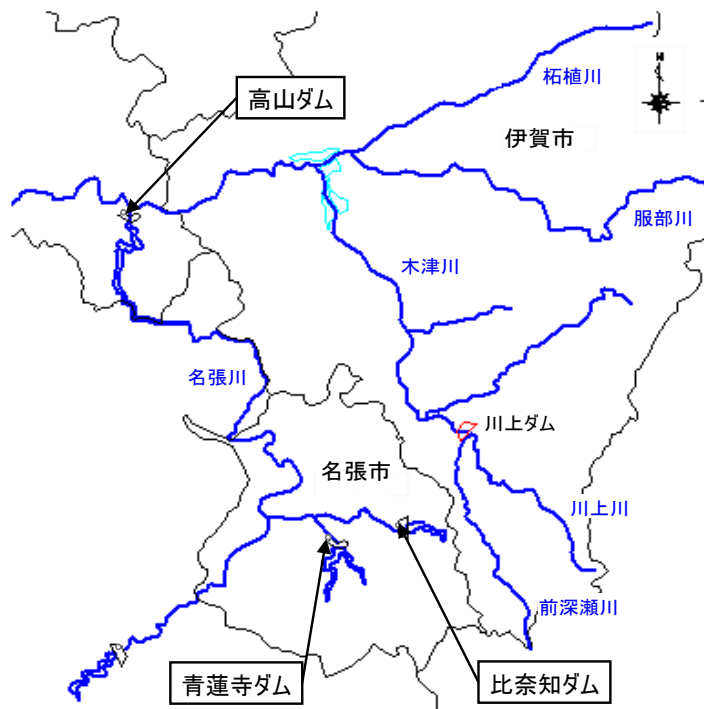 柘植川
N
高山ダム
伊賀市
服部川
木津川
名張川
川上ダム
名張市
川上川
前深瀬川
青蓮寺ダム
比奈知ダム